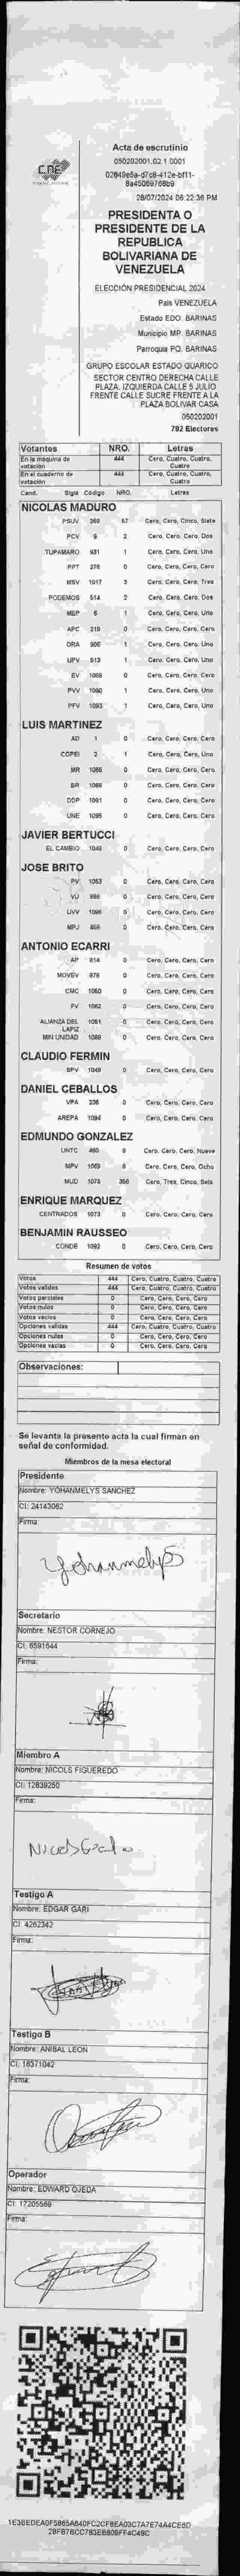 CNE
Acta de escrutinio
050202001.02.1.0001
28/07/2024 06:22:36 PM
PRESIDENTA O
PRESIDENTE DE LA
REPUBLICA
BOLIVARIANA DE
VENEZUELA
ELECCIÓN PRESIDENCIAL 2024
País VENEZUELA
Estado EDO. BARINAS
Municipio MP. BARINAS
Parroquia PQ. BARINAS
GRUPO ESCOLAR ESTADO GUARICO
SECTOR CENTRO DERECHA CALLE
PLAZA. IZQUIERDA CALLE 5 JULIO
FRENTE CALLE SUCRE FRENTE A LA
PLAZA BOLIVAR CASA
050202001
792 Electores
Votantes NRO. Letras
En la máquina de votación 444 Cero, Cuatro, Cuatro, Cuatro
En el cuaderno de votación 444 Cero, Cuatro, Cuatro, Cuatro
Cand. Sigla Código NRO. Letras
NICOLAS MADURO
PSUV 269 57 Cero, Cero, Cinco, Siete
PCV 9 2 Cero, Cero, Cero, Dos
TUPAMARO 931 1 Cero, Cero, Cero, Uno
PPT 276 0 Cero, Cero, Cero, Cero
MSV 1017 3 Cero, Cero, Cero, Tres
PODEMOS 514 2 Cero, Cero, Cero, Dos
MEP 6 1 Cero, Cero, Cero, Uno
APC 218 0 Cero, Cero, Cero, Cero
ORA 906 1 Cero, Cero, Cero, Uno
UPV 513 1 Cero, Cero, Cero, Uno
EV 1089 0 Cero, Cero, Cero, Cero
PVV 1090 1 Cero, Cero, Cero, Uno
PFV 1093 1 Cero, Cero, Cero, Uno
LUIS MARTINEZ
AD 1 0 Cero, Cero, Cero, Cero
COPEI 2 1 Cero, Cero, Cero, Uno
MR 1065 0 Cero, Cero, Cero, Cero
BR 1066 0 Cero, Cero, Cero, Cero
DDP 1091 0 Cero, Cero, Cero, Cero
UNE 1095 0 Cero, Cero, Cero, Cero
JAVIER BERTUCCI
EL CAMBIO 1048 0 Cero, Cero, Cero, Cero
JOSE BRITO
PV 1053 0 Cero, Cero, Cero, Cero
VU 868 0 Cero, Cero, Cero, Cero
UVV 1096 0 Cero, Cero, Cero, Cero
MPJ 458 0 Cero, Cero, Cero, Cero
ANTONIO ECARRI
AP 814 0 Cero, Cero, Cero, Cero
MOVEV 876 0 Cero, Cero, Cero, Cero
CMC 1050 0 Cero, Cero, Cero, Cero
FV 1062 0 Cero, Cero, Cero, Cero
ALIANZA DEL LAPIZ 1051 0 Cero, Cero, Cero, Cero
MIN UNIDAD 1088 0 Cero, Cero, Cero, Cero
CLAUDIO FERMIN
SPV 1049 0 Cero, Cero, Cero, Cero
DANIEL CEBALLOS
VPA 236 0 Cero, Cero, Cero, Cero
AREPA 1094 0 Cero, Cero, Cero, Cero
EDMUNDO GONZALEZ
UNTC 460 9 Cero, Cero, Cero, Nueve
MPV 1069 8 Cero, Cero, Cero, Ocho
MUD 1075 356 Cero, Tres, Cinco, Seis
ENRIQUE MARQUEZ
CENTRADOS 1073 0 Cero, Cero, Cero, Cero
BENJAMIN RAUSSEO
CONDE 1092 0 Cero, Cero, Cero, Cero
Resumen de votos
Votos 444 Cero, Cuatro, Cuatro, Cuatro
Votos validos 444 Cero, Cuatro, Cuatro, Cuatro
Votos parciales 0 Cero, Cero, Cero, Cero
Votos nulos 0 Cero, Cero, Cero, Cero
Votos vacios 0 Cero, Cero, Cero, Cero
Opciones validas 444 Cero, Cuatro, Cuatro, Cuatro
Opciones nulas 0 Cero, Cero, Cero, Cero
Opciones vacias 0 Cero, Cero, Cero, Cero
Observaciones:
Se levanta la presente acta la cual firman en
señal de conformidad.
Miembros de la mesa electoral
Presidente
Nombre: YOHANMELYS SANCHEZ
CI: 24143062
Firma:
Yohanmelys
Secretario
Nombre: NESTOR CORNEJO
CI: 6591644
Firma:
Miembro A
Nombre: NICOLS FIGUEREDO
CI: 12839250
Firma:
Testigo A
Nombre: EDGAR GARI
CI: 4262342
Firma:
Testigo B
Nombre: ANIBAL LEON
CI: 18371042
Firma:
Operador
Nombre: EDWARD OJEDA
CI: 17205569
Firma: